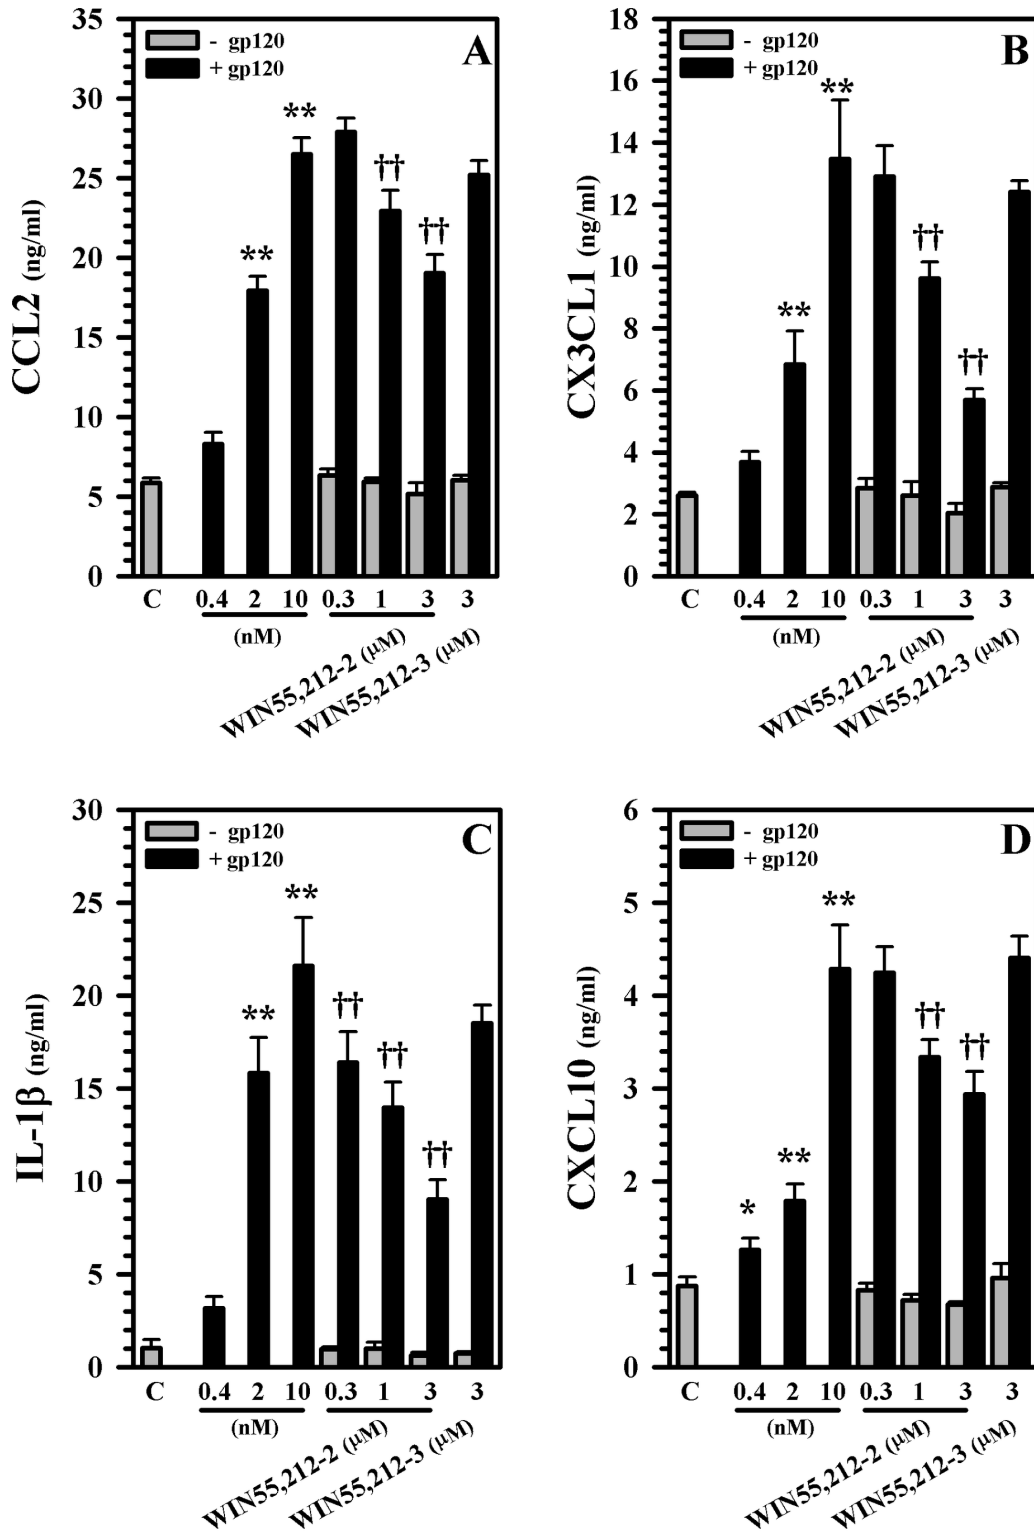 A
- gp120
+ gp120
CCL2 (ng/ml)
35
30
25
20
15
10
5
0
** ** †† ††
C 0.4 2 10 0.3 1 3 3
(nM)
WIN55,212-2 (μM)
WIN55,212-3 (μM)
B
- gp120
+ gp120
CX3CL1 (ng/ml)
18
16
14
12
10
8
6
4
2
0
** ** †† ††
C 0.4 2 10 0.3 1 3 3
(nM)
WIN55,212-2 (μM)
WIN55,212-3 (μM)
C
- gp120
+ gp120
IL-1β (ng/ml)
30
25
20
15
10
5
0
** ** †† †† ††
C 0.4 2 10 0.3 1 3 3
(nM)
WIN55,212-2 (μM)
WIN55,212-3 (μM)
D
- gp120
+ gp120
CXCL10 (ng/ml)
6
5
4
3
2
1
0
* ** ** †† ††
C 0.4 2 10 0.3 1 3 3
(nM)
WIN55,212-2 (μM)
WIN55,212-3 (μM)